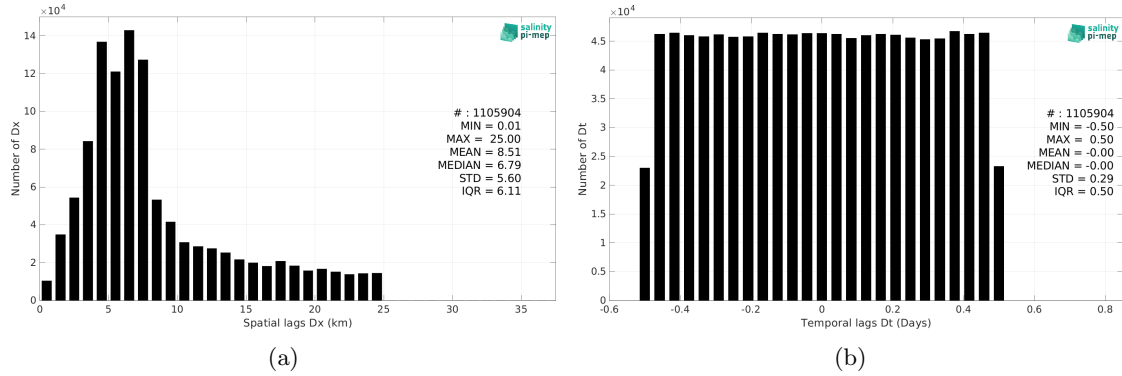 ×10⁴
14
12
10
8
6
4
2
0
Number of Dx
salinity
pi-mep
# : 1105904
MIN = 0.01
MAX = 25.00
MEAN = 8.51
MEDIAN = 6.79
STD = 5.60
IQR = 6.11
0 5 10 15 20 25 30 35
Spatial lags Dx (km)
(a)
×10⁴
4.5
4
3.5
3
2.5
2
1.5
1
0.5
0
Number of Dt
salinity
pi-mep
# : 1105904
MIN = -0.50
MAX = 0.50
MEAN = -0.00
MEDIAN = -0.00
STD = 0.29
IQR = 0.50
-0.6 -0.4 -0.2 0 0.2 0.4 0.6 0.8
Temporal lags Dt (Days)
(b)